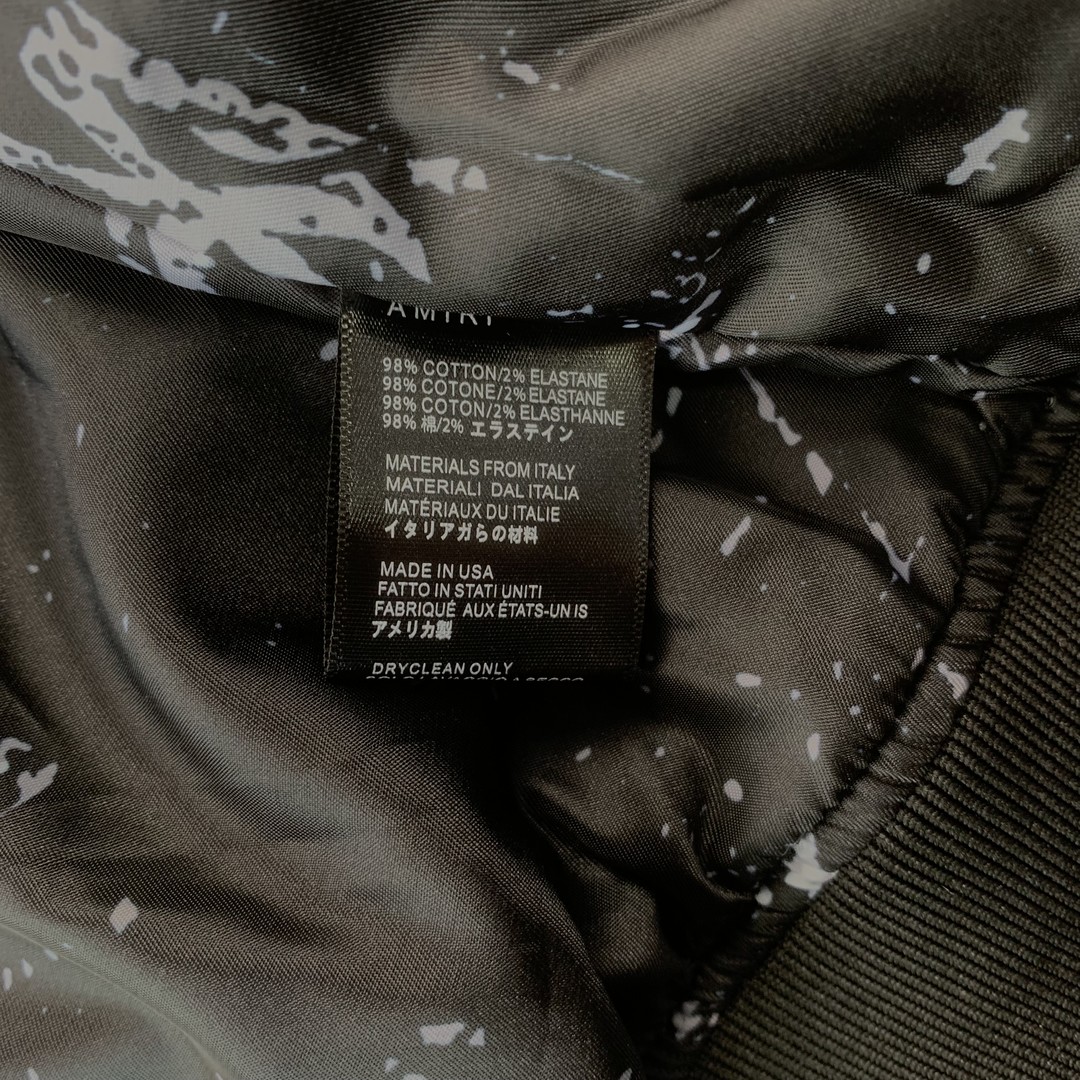 AMIRI
98% COTTON/2% ELASTANE
98% COTONE/2% ELASTANE
98% COTON/2% ELASTHANNE
98% 棉/2% エラステイン
MATERIALS FROM ITALY
MATERIALI DAL ITALIA
MATÉRIAUX DU ITALIE
イタリアガらの材料
MADE IN USA
FATTO IN STATI UNITI
FABRIQUÉ AUX ÉTATS-UN IS
アメリカ製
DRYCLEAN ONLY